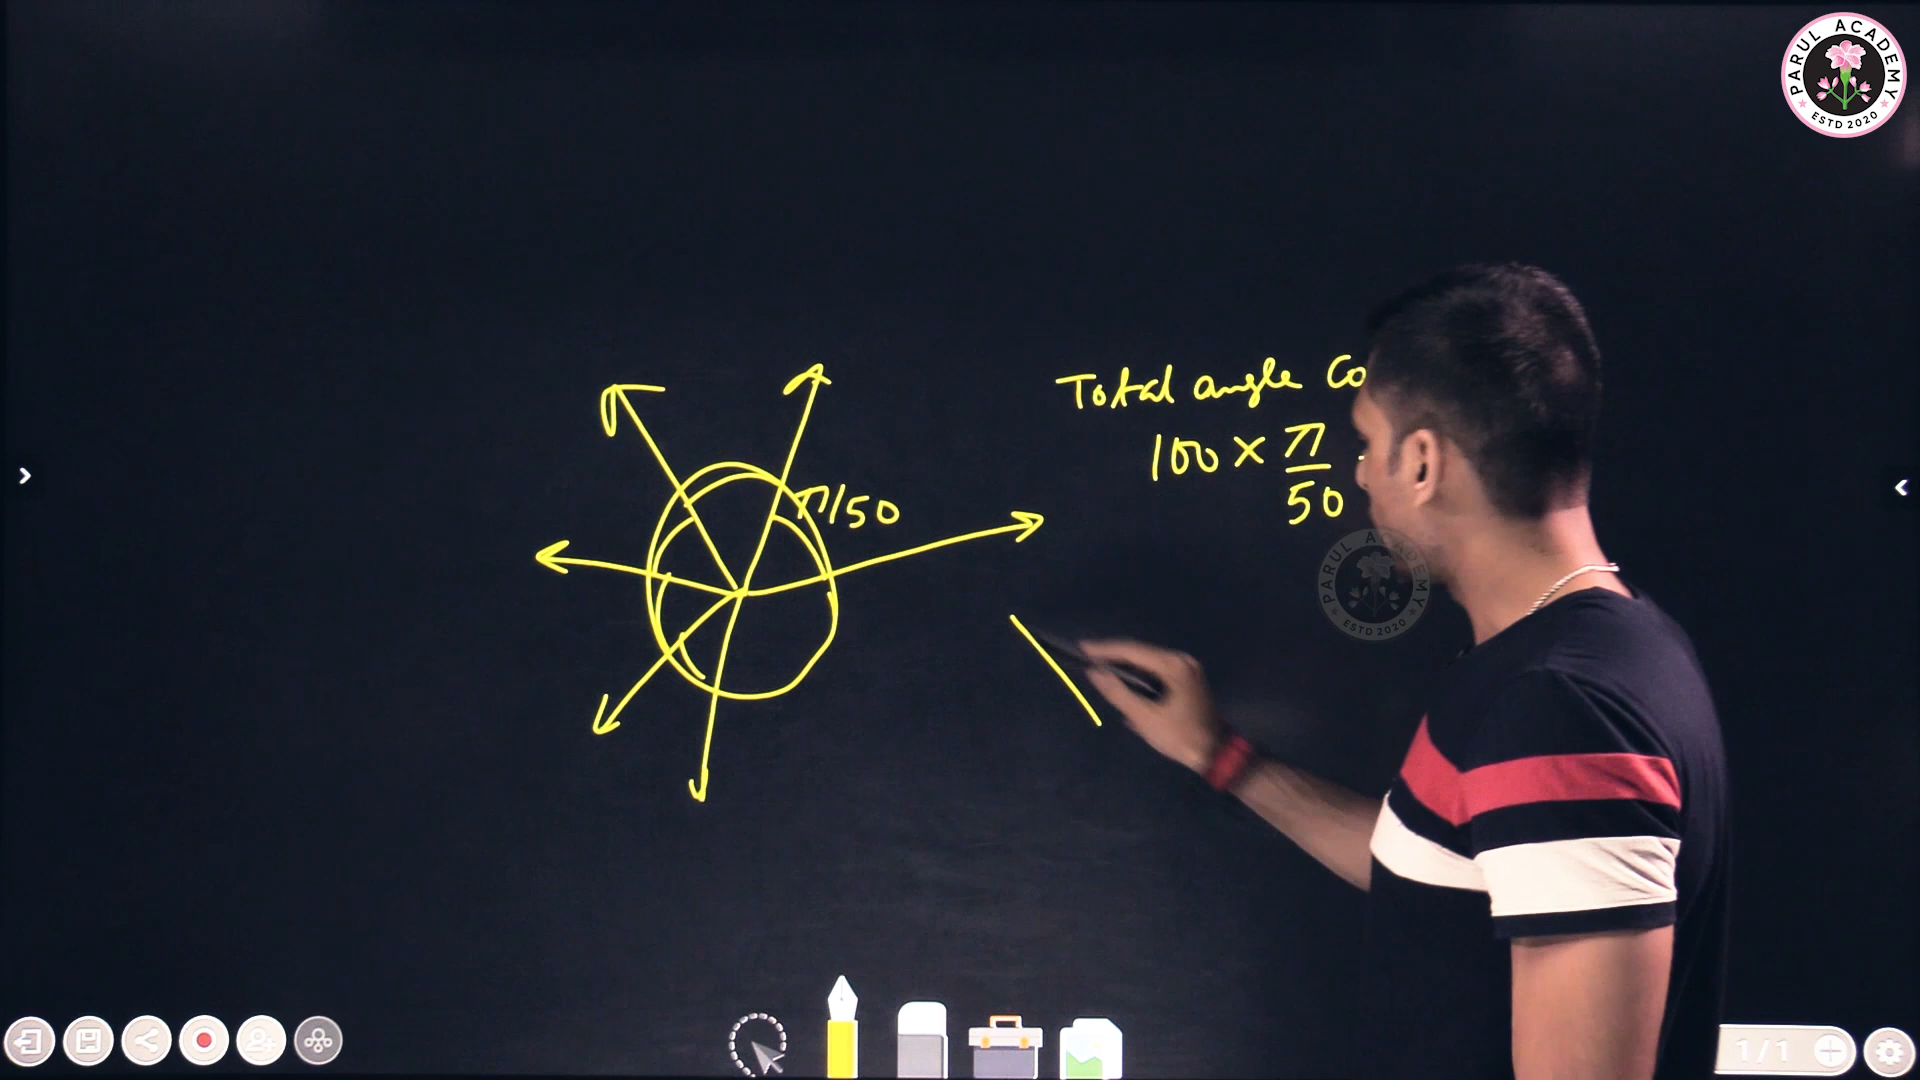 PARUL ACADEMY
ESTD 2020
Total angle Co
100 × π
50
π/50
PARUL ACADEMY
ESTD 2020
1/1